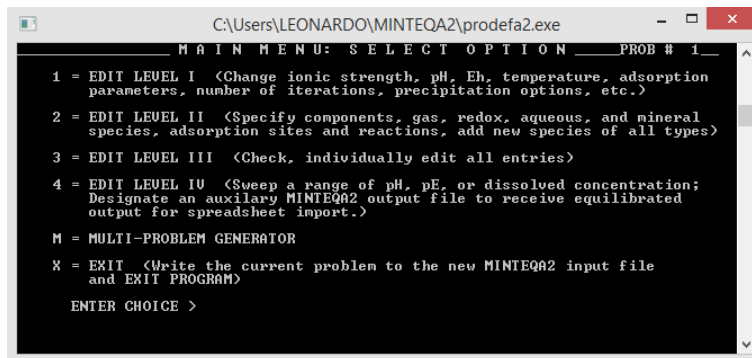 C:\Users\LEONARDO\MINTEQA2\prodefa2.exe
M A I N  M E N U:  S E L E C T  O P T I O N _____PROB # 1__
1 = EDIT LEVEL I  (Change ionic strength, pH, Eh, temperature, adsorption
parameters, number of iterations, precipitation options, etc.)
2 = EDIT LEVEL II  (Specify components, gas, redox, aqueous, and mineral
species, adsorption sites and reactions, add new species of all types)
3 = EDIT LEVEL III  (Check, individually edit all entries)
4 = EDIT LEVEL IV  (Sweep a range of pH, pE, or dissolved concentration;
Designate an auxilary MINTEQA2 output file to receive equilibrated
output for spreadsheet import.)
M = MULTI-PROBLEM GENERATOR
X = EXIT  (Write the current problem to the new MINTEQA2 input file
and EXIT PROGRAM)
ENTER CHOICE >